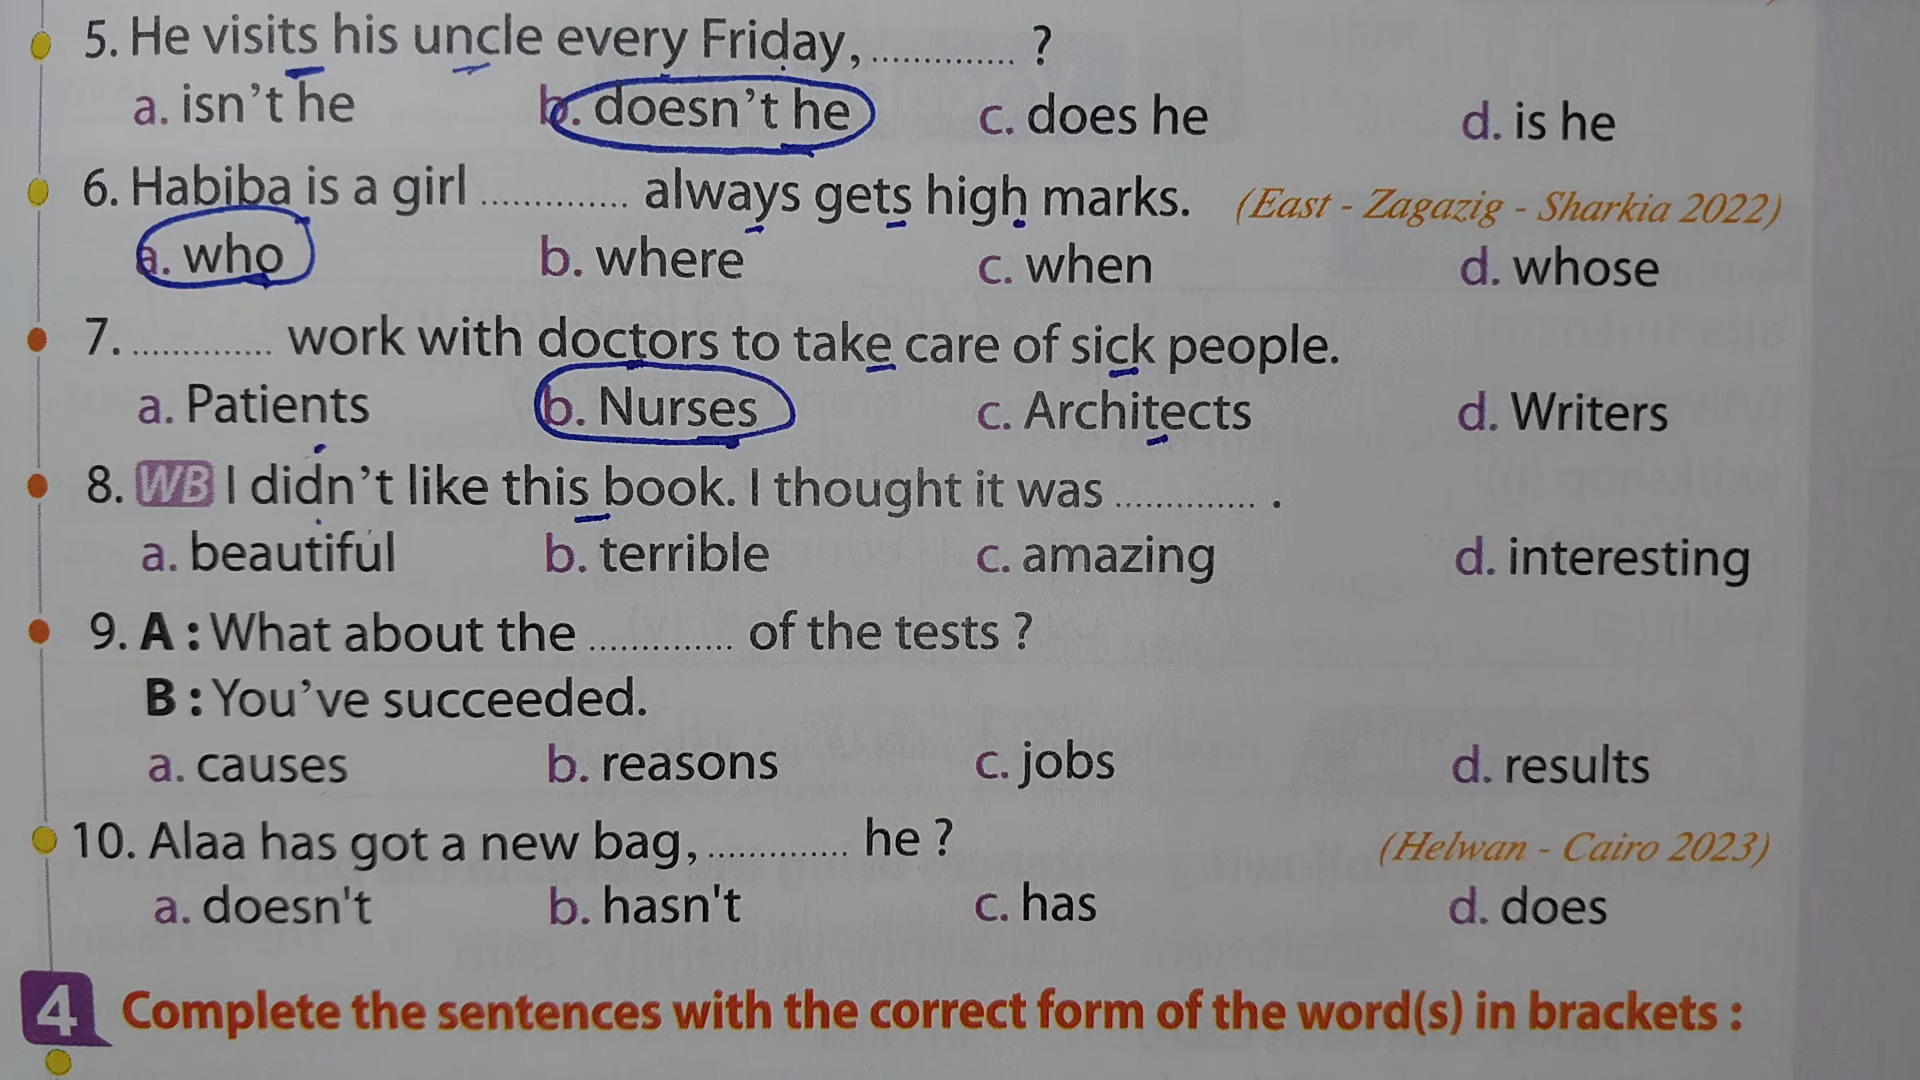 5. He visits his uncle every Friday, .............. ?
a. isn't he b. doesn't he c. does he d. is he
6. Habiba is a girl .............. always gets high marks. (East - Zagazig - Sharkia 2022)
a. who b. where c. when d. whose
7. .............. work with doctors to take care of sick people.
a. Patients b. Nurses c. Architects d. Writers
8. WB I didn't like this book. I thought it was .............. .
a. beautiful b. terrible c. amazing d. interesting
9. A : What about the .............. of the tests ?
B : You've succeeded.
a. causes b. reasons c. jobs d. results
10. Alaa has got a new bag, .............. he ? (Helwan - Cairo 2023)
a. doesn't b. hasn't c. has d. does
4 Complete the sentences with the correct form of the word(s) in brackets :